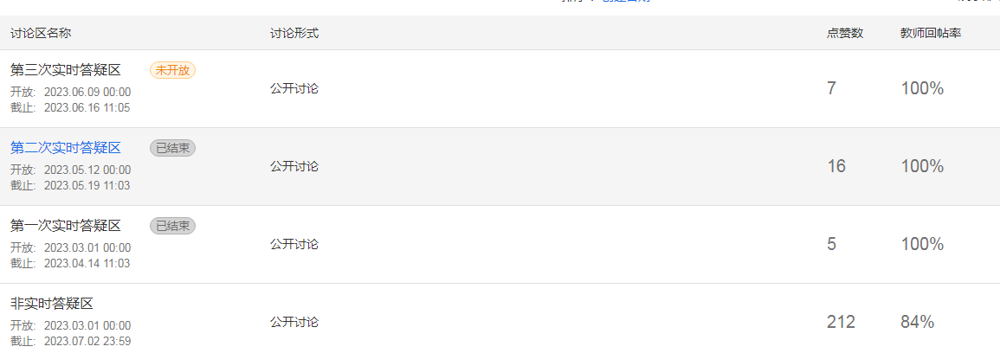 讨论区名称 讨论形式 点赞数 教师回帖率
第三次实时答疑区 未开放
开放: 2023.06.09 00:00
公开讨论 7 100%
截止: 2023.06.16 11:05
第二次实时答疑区 已结束
开放: 2023.05.12 00:00
公开讨论 16 100%
截止: 2023.05.19 11:03
第一次实时答疑区 已结束
开放: 2023.03.01 00:00
公开讨论 5 100%
截止: 2023.04.14 11:03
非实时答疑区
开放: 2023.03.01 00:00
公开讨论 212 84%
截止: 2023.07.02 23:59